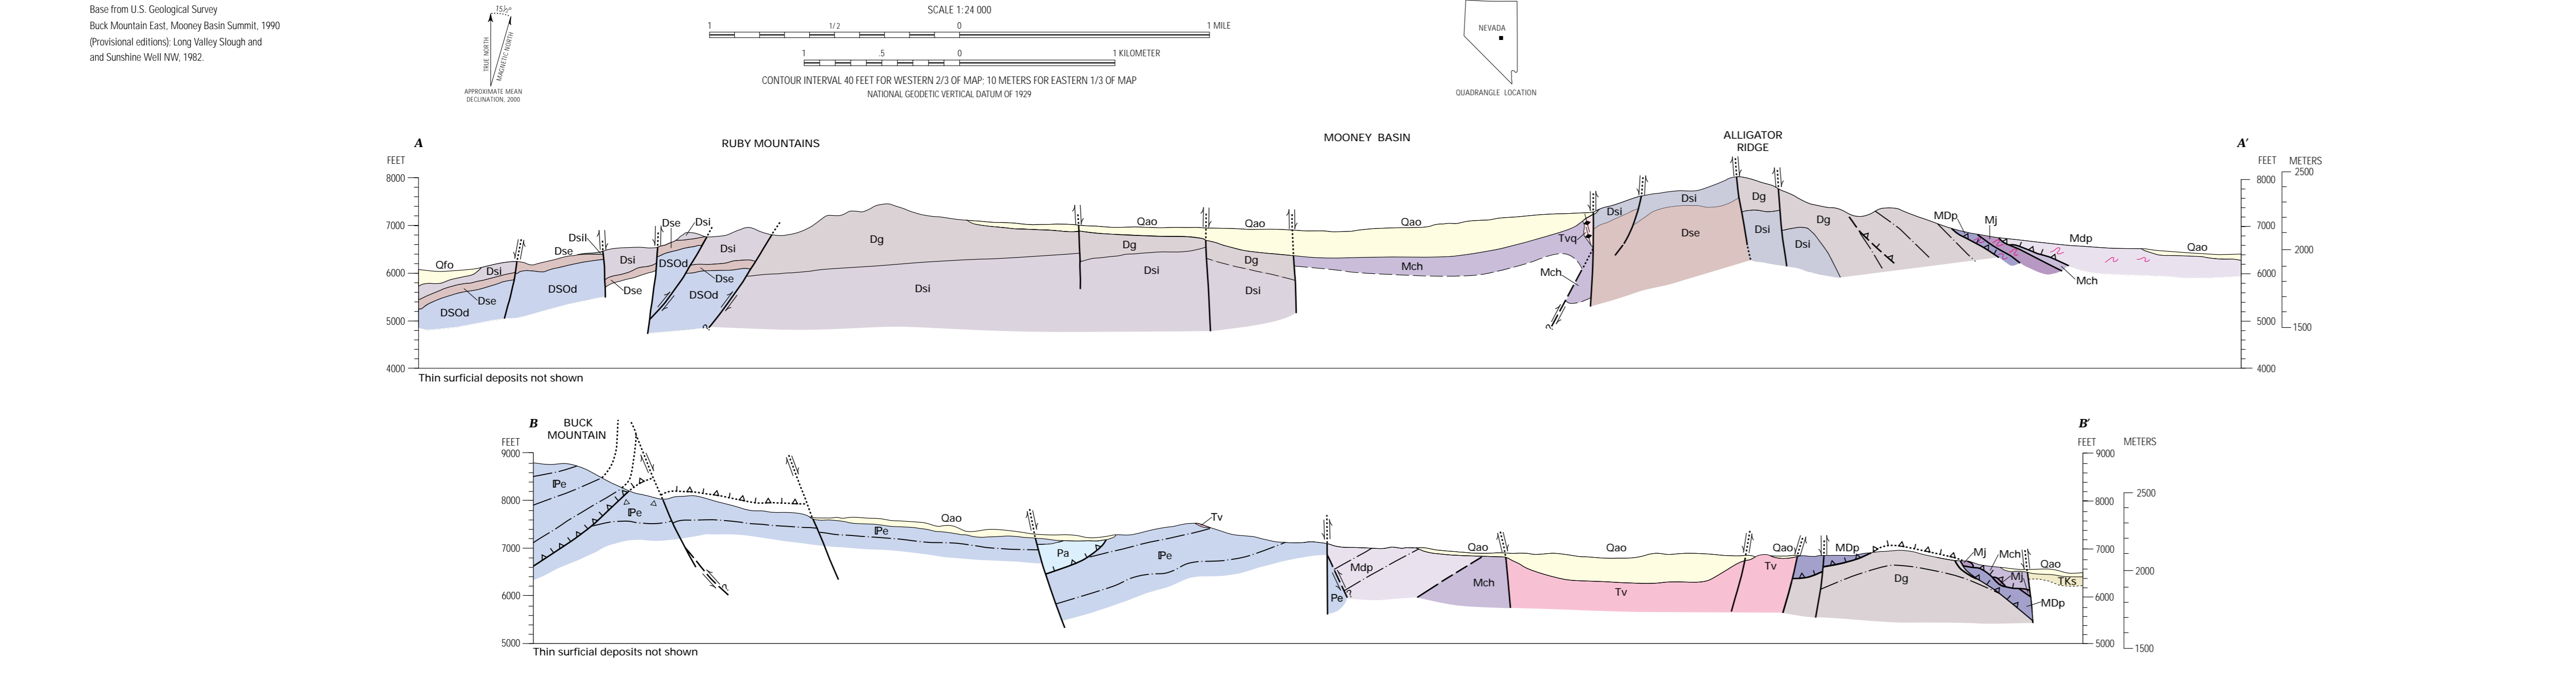 Base from U.S. Geological Survey
Buck Mountain East, Mooney Basin Summit, 1990
(Provisional editions); Long Valley Slough and
and Sunshine Well NW, 1982.
15½°
TRUE NORTH
MAGNETIC NORTH
APPROXIMATE MEAN
DECLINATION, 2000
SCALE 1:24 000
1 1/2 0 1 MILE
1 .5 0 1 KILOMETER
CONTOUR INTERVAL 40 FEET FOR WESTERN 2/3 OF MAP; 10 METERS FOR EASTERN 1/3 OF MAP
NATIONAL GEODETIC VERTICAL DATUM OF 1929
NEVADA
QUADRANGLE LOCATION
A
RUBY MOUNTAINS
MOONEY BASIN
ALLIGATOR
RIDGE
A′
FEET
8000
7000
6000
5000
4000
Qfo
Dsi
Dse
DSOd
Dse
Dsil
DSOd
Dsi
Dse
Dse
Dsi
DSOd
Dsi
Dse
DSOd
Dg
Dsi
Qao
Dg
Dsi
Qao
Dg
Dsi
Qao
Mch
Tvq
Mch
Dsi
Dsi
Dse
Dg
Dsi
Dg
Dsi
MDp
Mj
Mdp
Mch
Qao
FEET METERS
8000
7000
6000
5000
4000
2500
2000
1500
Thin surficial deposits not shown
B
BUCK
MOUNTAIN
B′
FEET
9000
8000
7000
6000
5000
ℙe
ℙe
ℙe
Qao
Pa
Tv
ℙe
Pe
Mdp
Qao
Mch
Qao
Tv
Tv
Qao
MDp
Dg
Mj
Mch
Mj
Qao
TKs
MDp
FEET METERS
9000
8000
7000
6000
5000
2500
2000
1500
Thin surficial deposits not shown